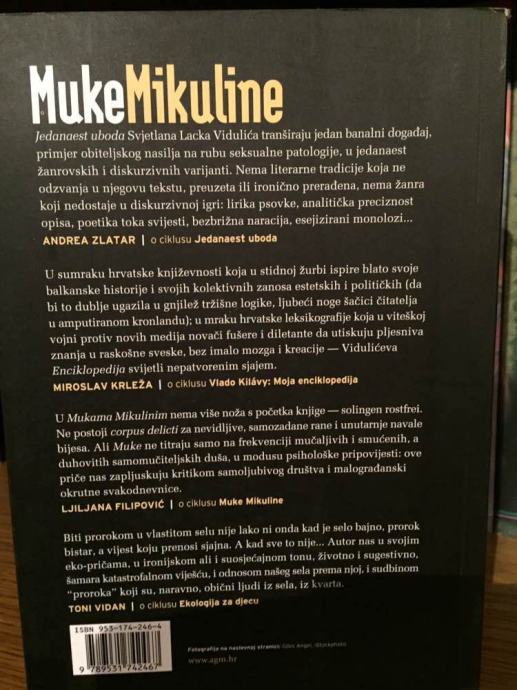 MukeMikuline
Jedanaest uboda Svjetlana Lacka Vidulića tranširaju jedan banalni događaj,
primjer obiteljskog nasilja na rubu seksualne patologije, u jedanaest
žanrovskih i diskurzivnih varijanti. Nema literarne tradicije koja ne
odzvanja u njegovu tekstu, preuzeta ili ironično prerađena, nema žanra
koji nedostaje u diskurzivnoj igri: lirika psovke, analitička preciznost
opisa, poetika toka svijesti, bezbrižna naracija, esejizirani monolozi...
ANDREA ZLATAR | o ciklusu Jedanaest uboda
U sumraku hrvatske književnosti koja u stidnoj žurbi ispire blato svoje
balkanske historije i svojih kolektivnih zanosa estetskih i političkih (da
bi to dublje ugazila u gnjilež tržišne logike, ljubeći noge šačici čitatelja
u amputiranom kronlandu); u mraku hrvatske leksikografije koja u viteškoj
vojni protiv novih medija novači fušere i diletante da utiskuju pljesniva
znanja u raskošne sveske, bez imalo mozga i kreacije — Vidulićeva
Enciklopedija svijetli nepatvorenim sjajem.
MIROSLAV KRLEŽA | o ciklusu Vlado Kilávy: Moja enciklopedija
U Mukama Mikulinim nema više noža s početka knjige — solingen rostfrei.
Ne postoji corpus delicti za nevidljive, samozadane rane i unutarnje navale
bijesa. Ali Muke ne titraju samo na frekvenciji mučaljivih i smućenih, a
duhovitih samomučiteljskih duša, u modusu psihološke pripovijesti: ove
priče nas zapljuskuju kritikom samoljubivog društva i malograđanski
okrutne svakodnevnice.
LJILJANA FILIPOVIĆ | o ciklusu Muke Mikuline
Biti prorokom u vlastitom selu nije lako ni onda kad je selo bajno, prorok
bistar, a vijest koju prenosi sjajna. A kad sve to nije... Autor nas u svojim
eko-pričama, u ironijskom ali i suosjećajnom tonu, životno i sugestivno,
šamara katastrofalnom viješću, i odnosom našeg sela prema njoj, i sudbinom
"proroka" koji su, naravno, obični ljudi iz sela, iz kvarta.
TONI VIDAN | o ciklusu Ekologija za djecu
ISBN 953-174-246-4
9 789531 742467
Fotografija na naslovnoj stranici: Giles Angel, iStockphoto
www.agm.hr